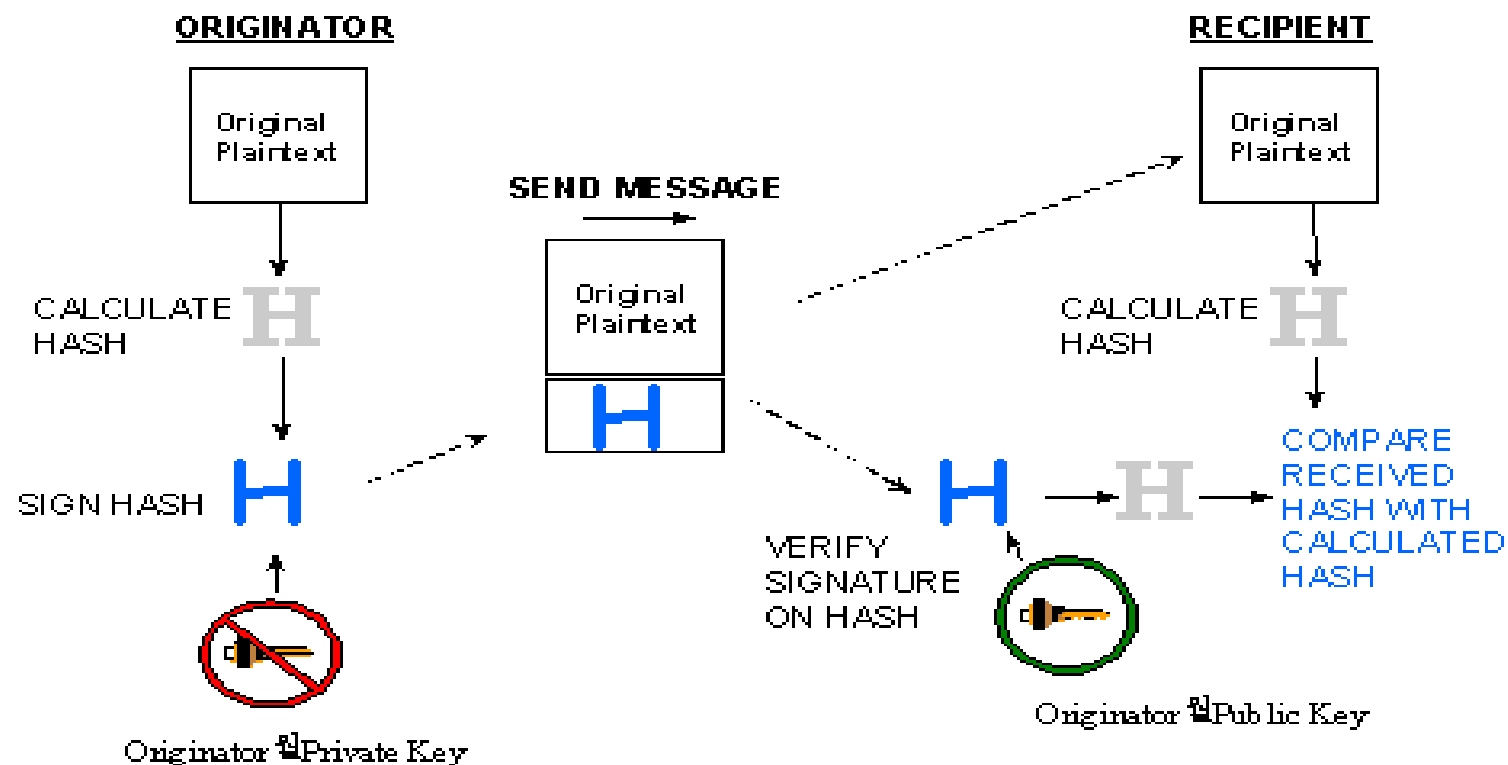 ORIGINATOR
Original
Plaintext
CALCULATE
HASH
H
SIGN HASH
H
Originator Private Key
SEND MESSAGE
Original
Plaintext
H
RECIPIENT
Original
Plaintext
CALCULATE
HASH
H
VERIFY
SIGNATURE
ON HASH
H
H
COMPARE
RECEIVED
HASH WITH
CALCULATED
HASH
Originator Public Key